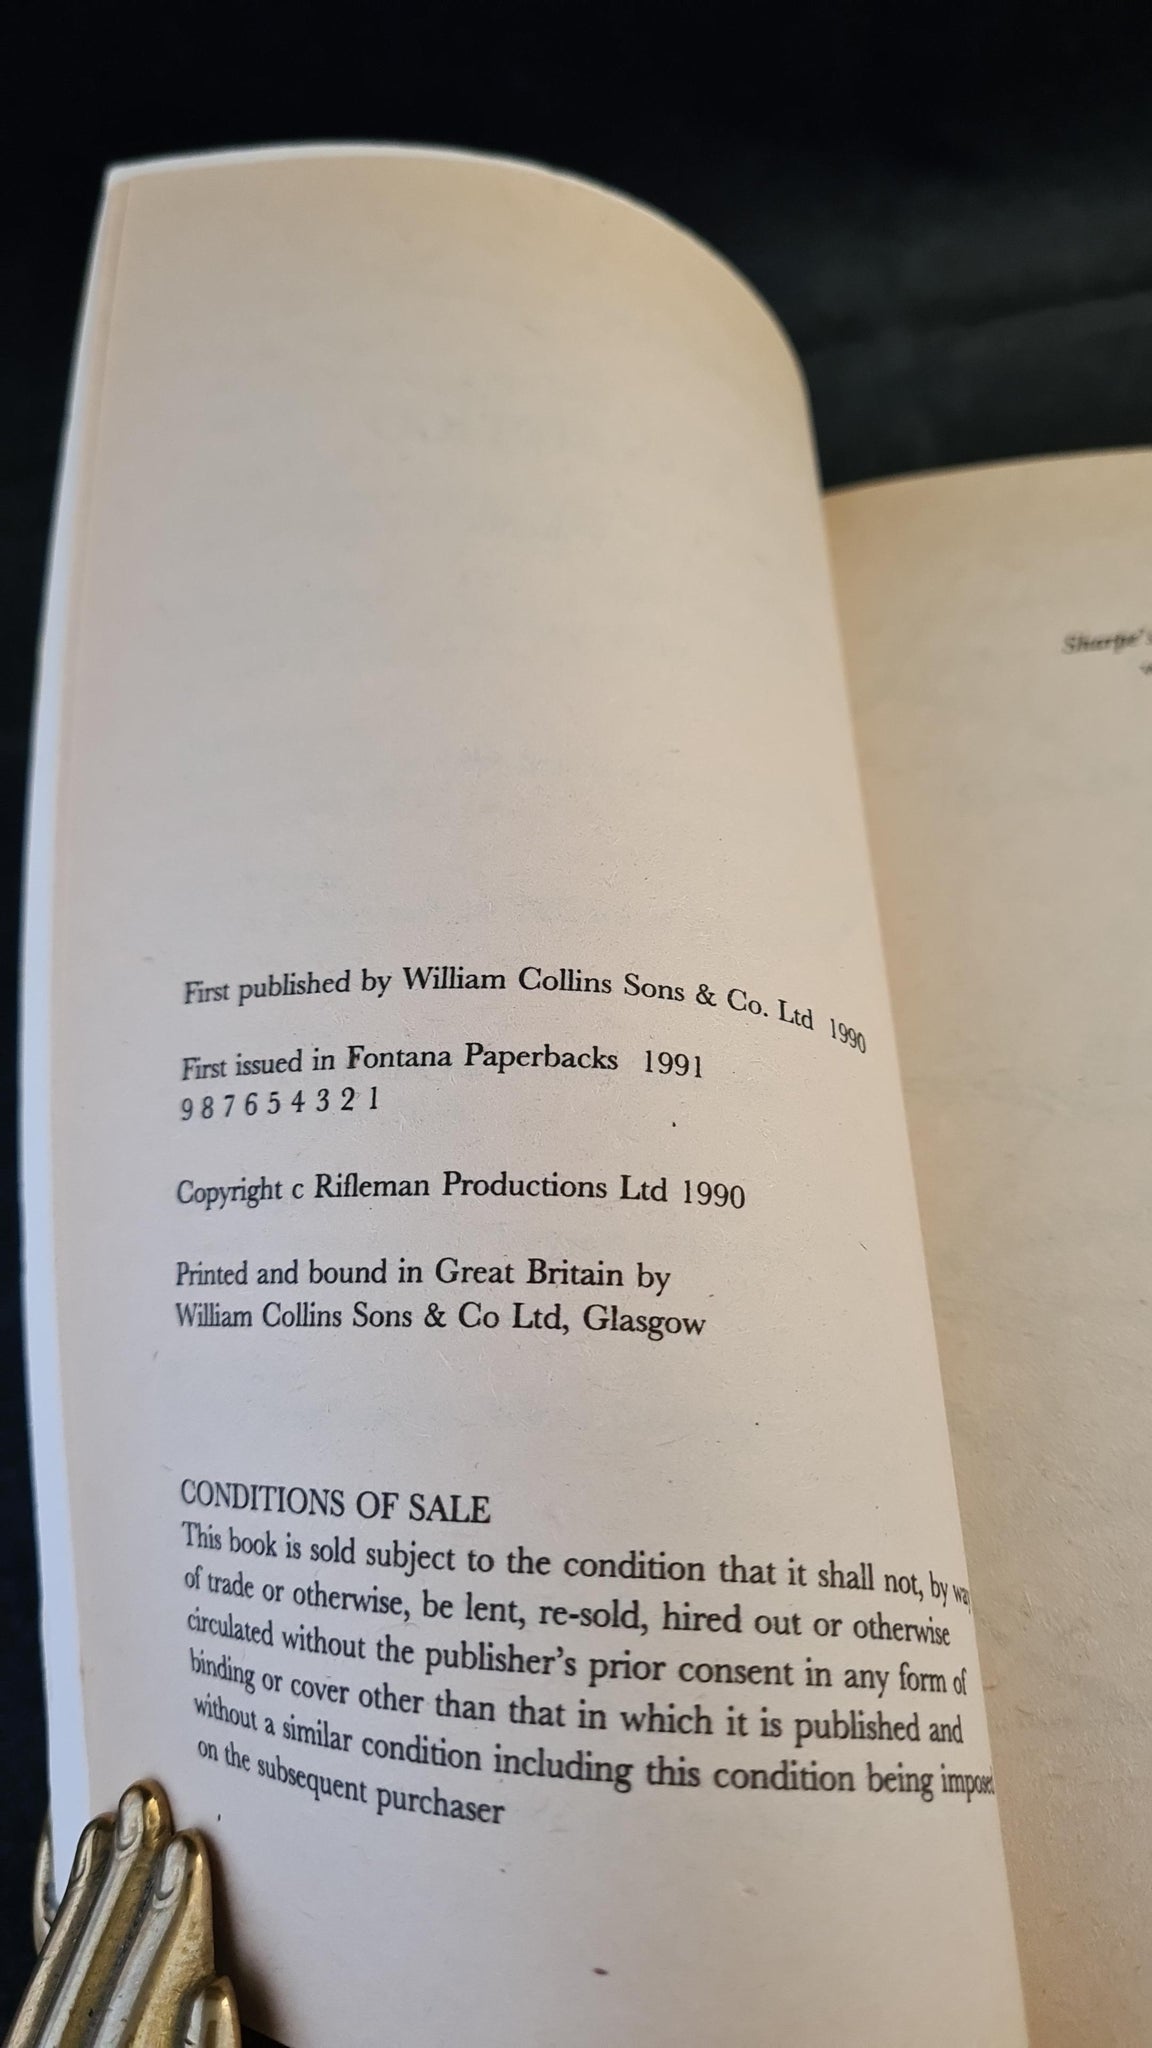 First published by William Collins Sons & Co. Ltd 1990
First issued in Fontana Paperbacks 1991
9 8 7 6 5 4 3 2 1
Copyright c Rifleman Productions Ltd 1990
Printed and bound in Great Britain by
William Collins Sons & Co Ltd, Glasgow
CONDITIONS OF SALE
This book is sold subject to the condition that it shall not, by way
of trade or otherwise, be lent, re-sold, hired out or otherwise
circulated without the publisher's prior consent in any form of
binding or cover other than that in which it is published and
without a similar condition including this condition being imposed
on the subsequent purchaser
Sharpe's